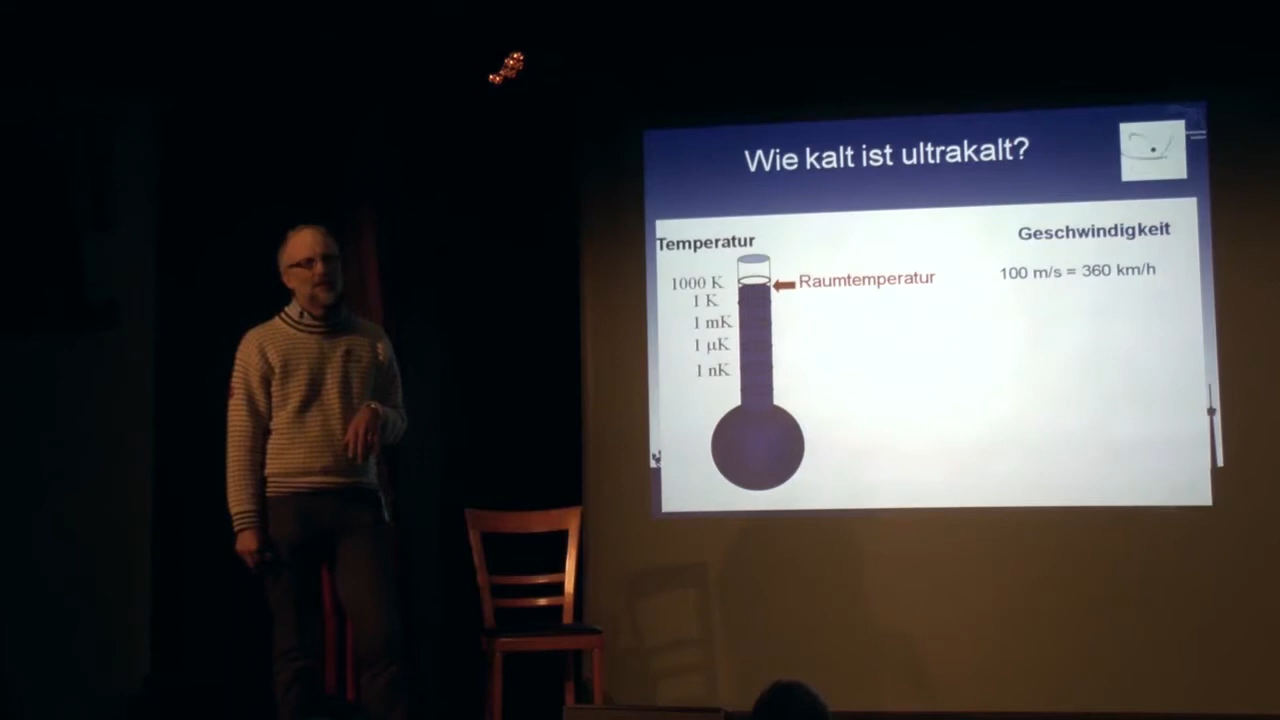 Wie kalt ist ultrakalt?
Temperatur
Geschwindigkeit
1000 K
Raumtemperatur
100 m/s = 360 km/h
1 K
1 mK
1 µK
1 nK